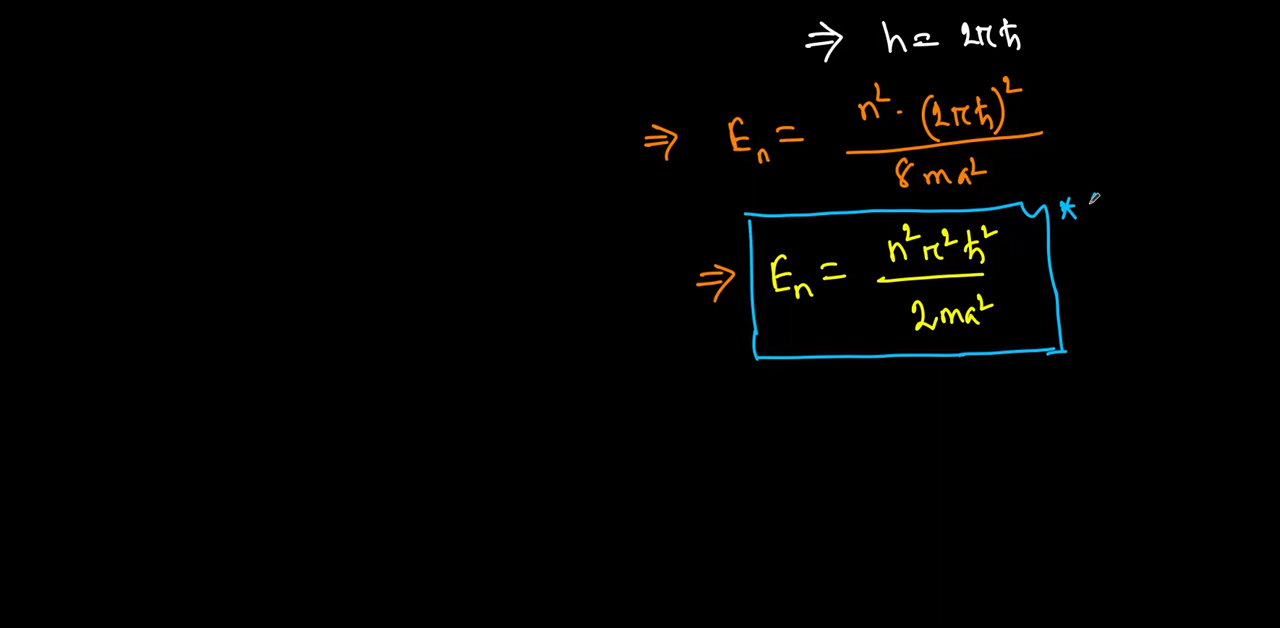 ⇒ h = 2πħ
⇒ Eₙ = n² · (2πħ)² / 8ma²
⇒ Eₙ = n²π²ħ² / 2ma² *